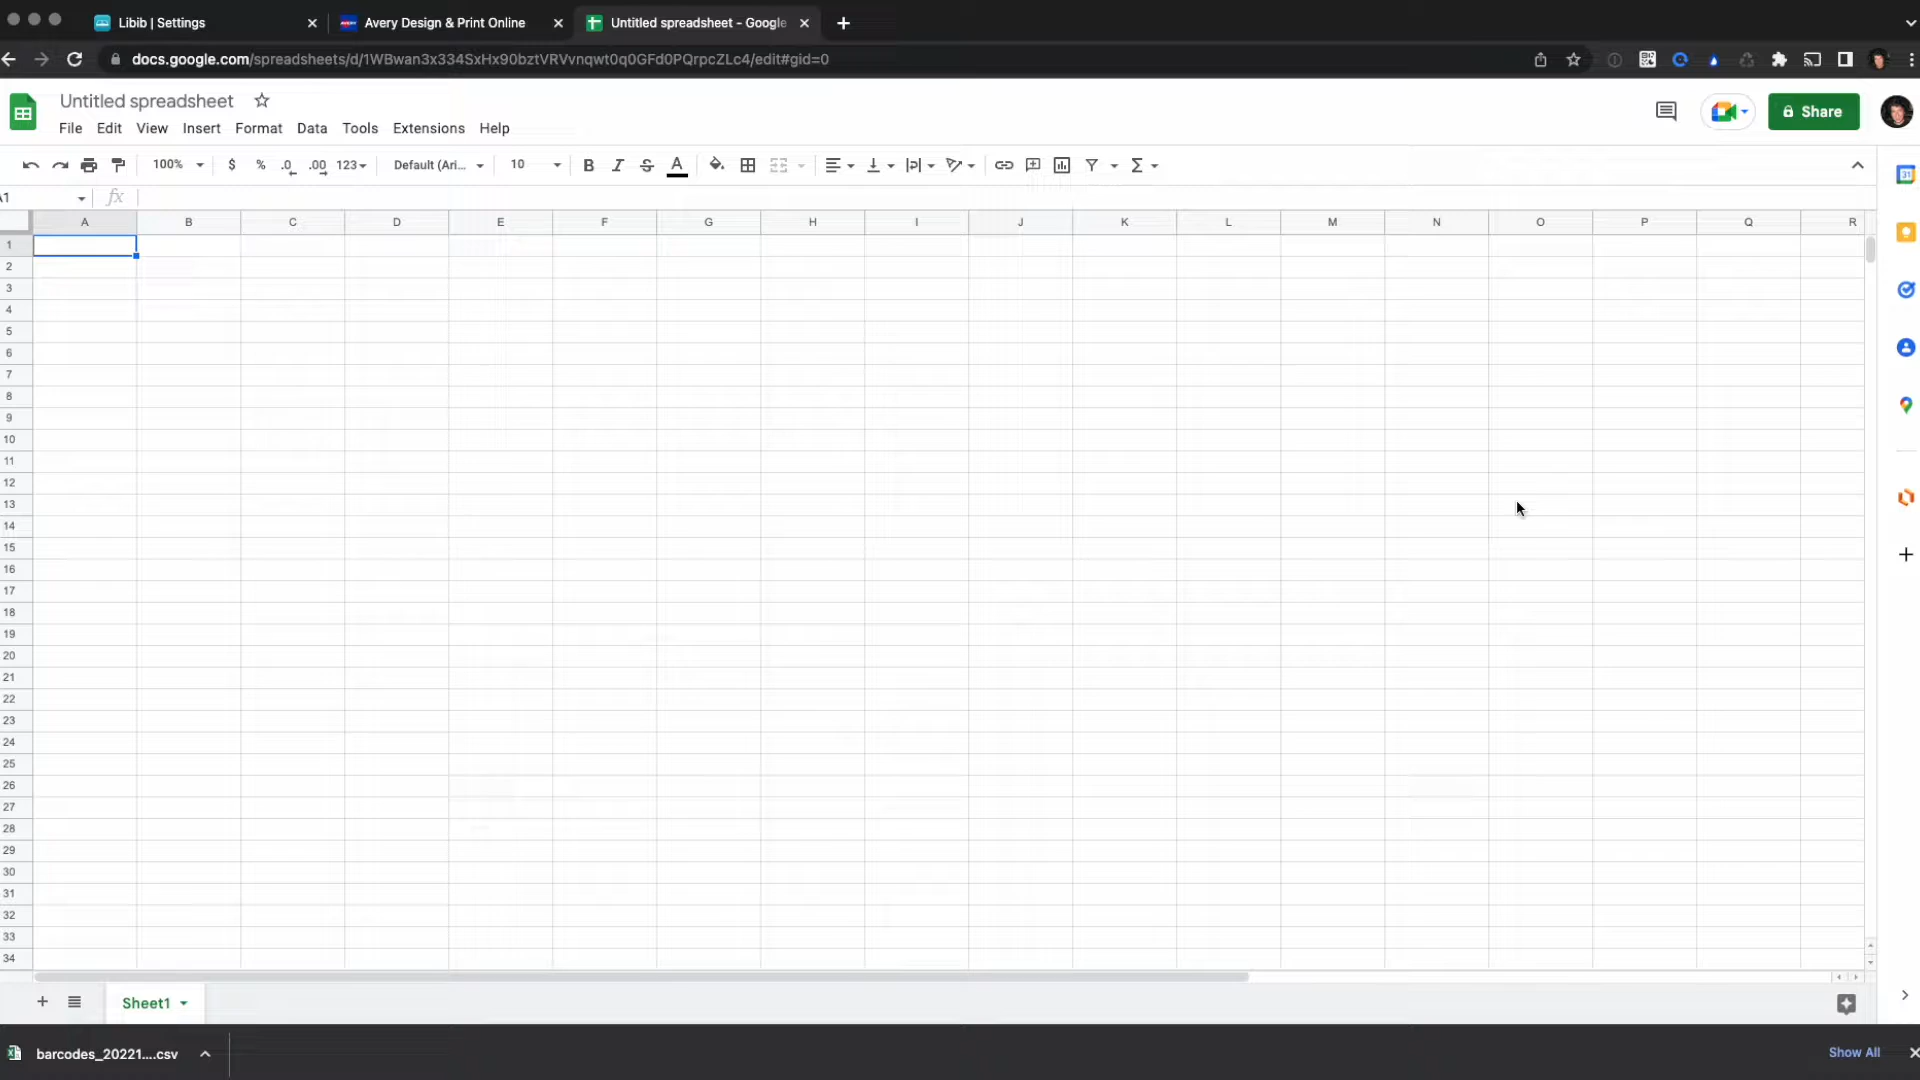 Libib | Settings
Avery Design & Print Online
Untitled spreadsheet - Google
docs.google.com/spreadsheets/d/1WBwan3x334SxHx90bztVRVvnqwt0q0GFd0PQrpcZLc4/edit#gid=0
Untitled spreadsheet
Share
File Edit View Insert Format Data Tools Extensions Help
100% $ % .0 .00 123 Default (Ari... 10 B I S A Σ
fx
A B C D E F G H I J K L M N O P Q R
1
2
3
4
5
6
7
8
9
10
11
12
13
14
15
16
17
18
19
20
21
22
23
24
25
26
27
28
29
30
31
32
33
34
Sheet1
barcodes_20221....csv
Show All